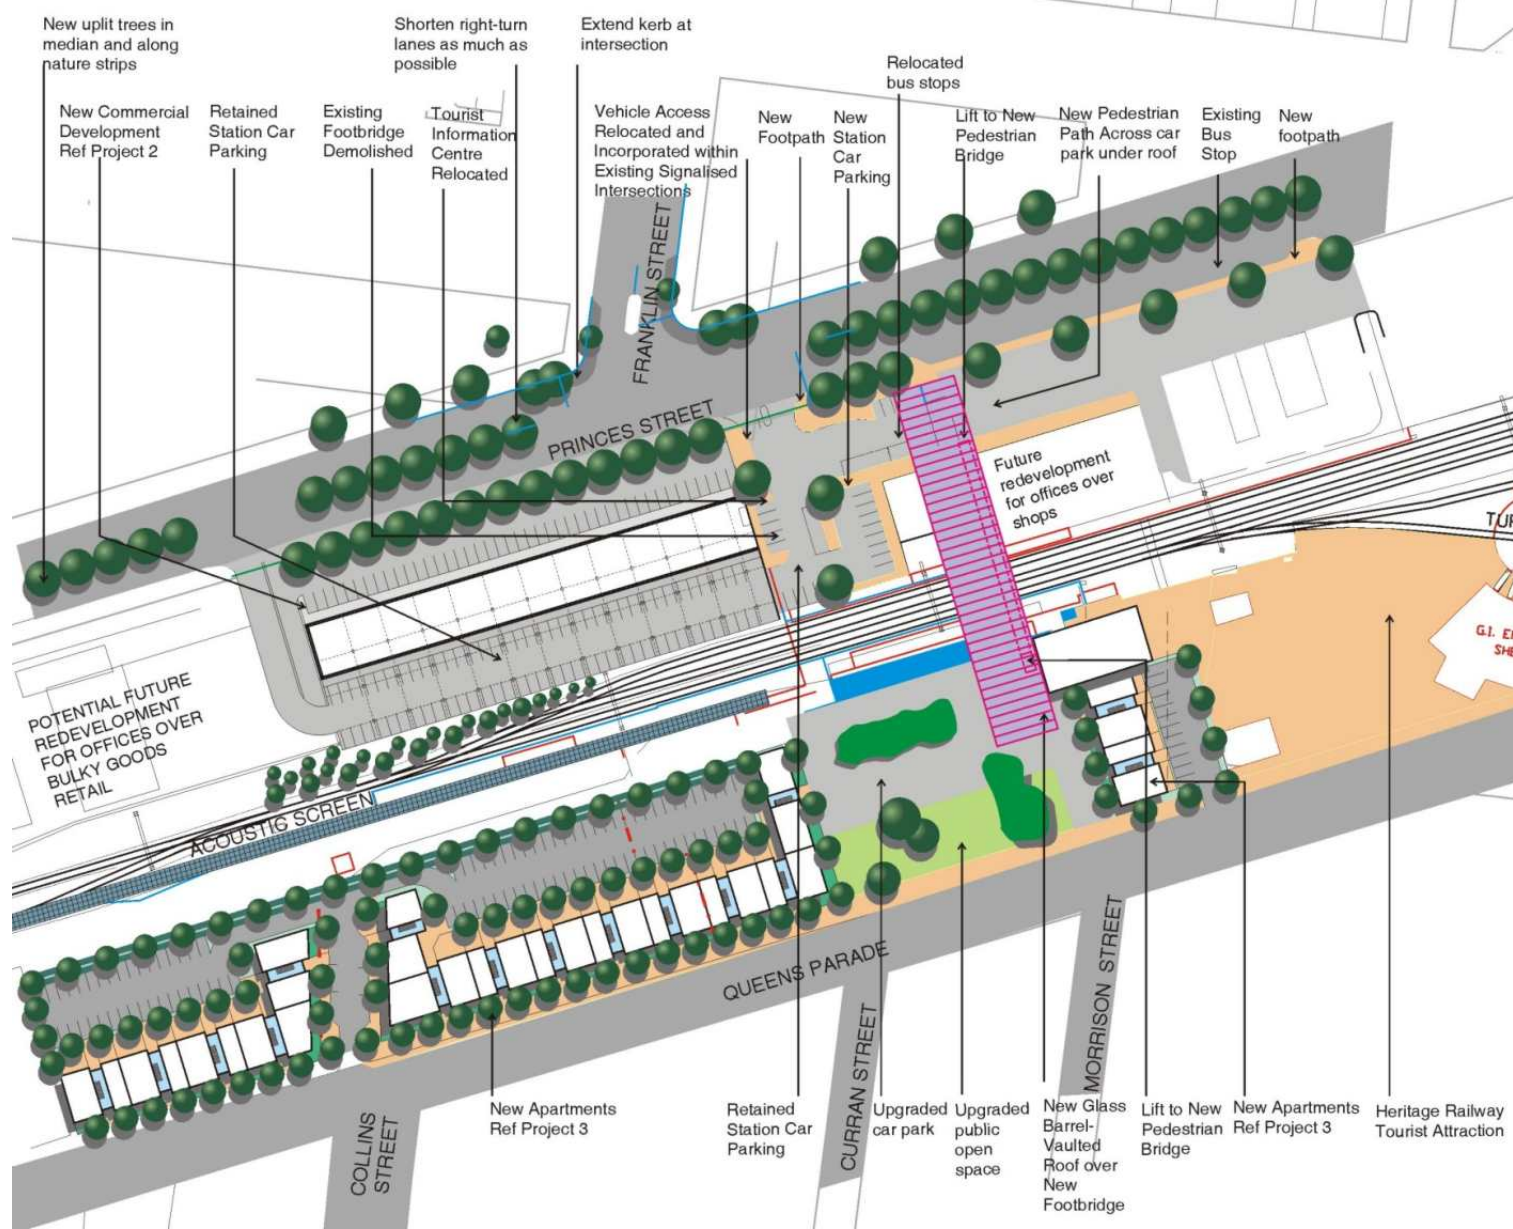 New uplit trees in
median and along
nature strips
Shorten right-turn
lanes as much as
possible
Extend kerb at
intersection
Relocated
bus stops
New Commercial
Development
Ref Project 2
Retained
Station Car
Parking
Existing
Footbridge
Demolished
Tourist
Information
Centre
Relocated
Vehicle Access
Relocated and
Incorporated within
Existing Signalised
Intersections
New
Footpath
New
Station
Car
Parking
Lift to New
Pedestrian
Bridge
New Pedestrian
Path Across car
park under roof
Existing
Bus
Stop
New
footpath
FRANKLIN STREET
PRINCES STREET
Future
redevelopment
for offices over
shops
POTENTIAL FUTURE
REDEVELOPMENT
FOR OFFICES OVER
BULKY GOODS
RETAIL
ACOUSTIC SCREEN
QUEENS PARADE
COLLINS
STREET
CURRAN STREET
MORRISON STREET
New Apartments
Ref Project 3
Retained
Station Car
Parking
Upgraded
car park
Upgraded
public
open
space
New Glass
Barrel-
Vaulted
Roof over
New
Footbridge
Lift to New
Pedestrian
Bridge
New Apartments
Ref Project 3
Heritage Railway
Tourist Attraction